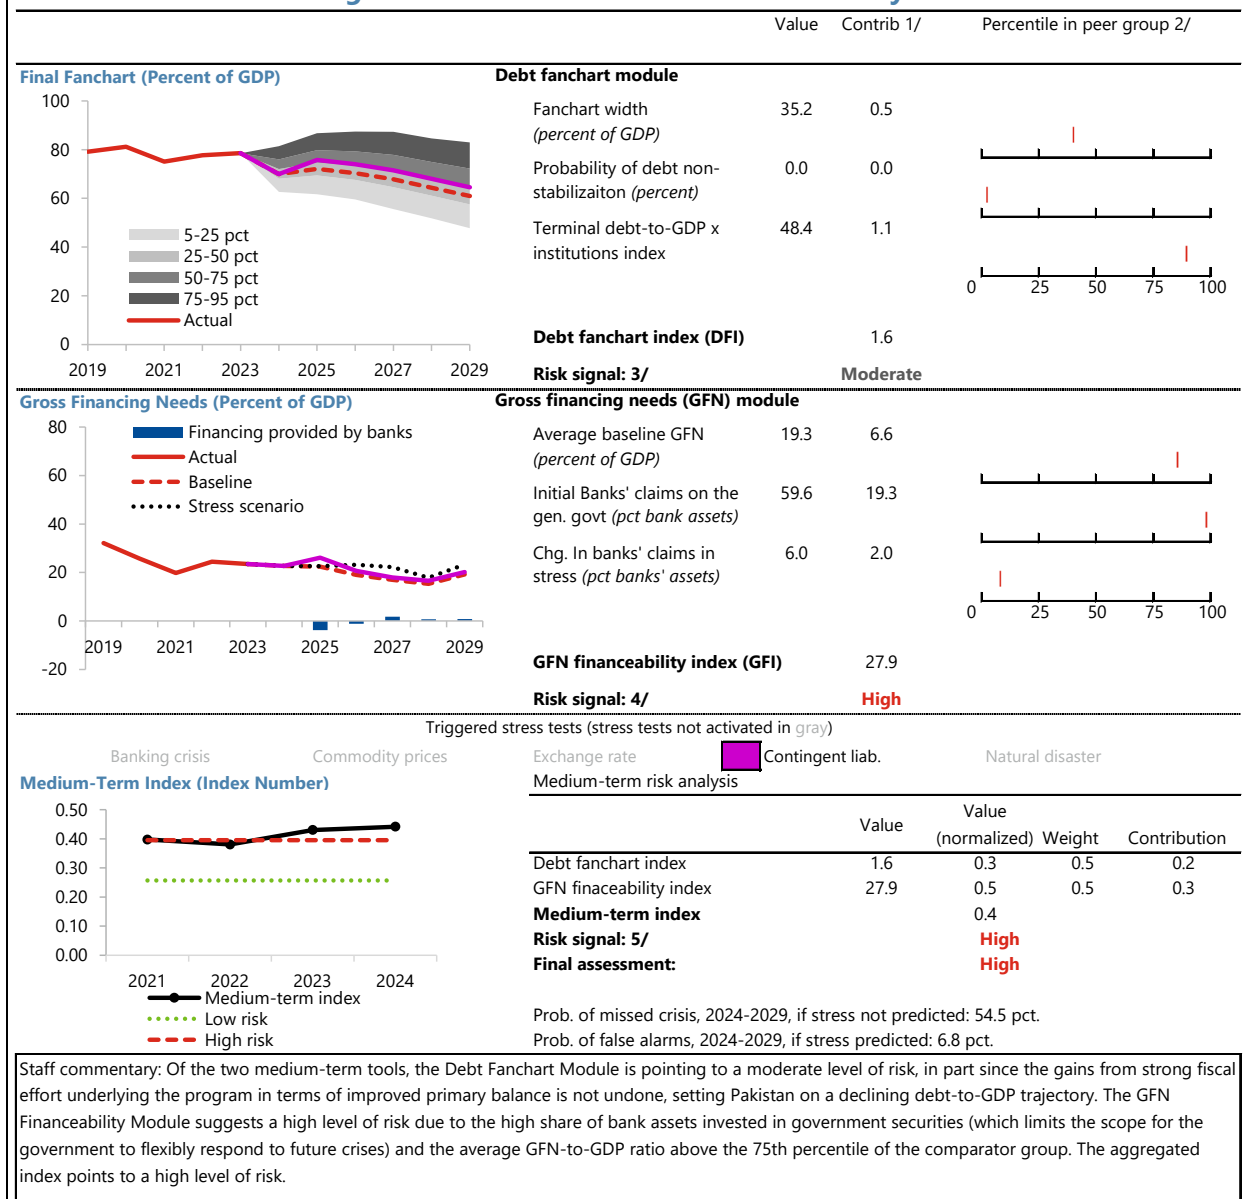 Value Contrib 1/ Percentile in peer group 2/
Final Fanchart (Percent of GDP)
100
80
60
40
20
0
5-25 pct
25-50 pct
50-75 pct
75-95 pct
Actual
2019 2021 2023 2025 2027 2029
Debt fanchart module
Fanchart width 35.2 0.5
(percent of GDP)
Probability of debt non- 0.0 0.0
stabilizaiton (percent)
Terminal debt-to-GDP x 48.4 1.1
institutions index
0 25 50 75 100
Debt fanchart index (DFI) 1.6
Risk signal: 3/ Moderate
Gross Financing Needs (Percent of GDP)
80
60
40
20
0
-20
Financing provided by banks
Actual
Baseline
Stress scenario
2019 2021 2023 2025 2027 2029
Gross financing needs (GFN) module
Average baseline GFN 19.3 6.6
(percent of GDP)
Initial Banks' claims on the 59.6 19.3
gen. govt (pct bank assets)
Chg. In banks' claims in 6.0 2.0
stress (pct banks' assets)
0 25 50 75 100
GFN financeability index (GFI) 27.9
Risk signal: 4/ High
Triggered stress tests (stress tests not activated in gray)
Banking crisis Commodity prices Exchange rate Contingent liab. Natural disaster
Medium-Term Index (Index Number)
0.50
0.40
0.30
0.20
0.10
0.00
2021 2022 2023 2024
Medium-term index
Low risk
High risk
Medium-term risk analysis
Value Value (normalized) Weight Contribution
Debt fanchart index 1.6 0.3 0.5 0.2
GFN finaceability index 27.9 0.5 0.5 0.3
Medium-term index 0.4
Risk signal: 5/ High
Final assessment: High
Prob. of missed crisis, 2024-2029, if stress not predicted: 54.5 pct.
Prob. of false alarms, 2024-2029, if stress predicted: 6.8 pct.
Staff commentary: Of the two medium-term tools, the Debt Fanchart Module is pointing to a moderate level of risk, in part since the gains from strong fiscal
effort underlying the program in terms of improved primary balance is not undone, setting Pakistan on a declining debt-to-GDP trajectory. The GFN
Financeability Module suggests a high level of risk due to the high share of bank assets invested in government securities (which limits the scope for the
government to flexibly respond to future crises) and the average GFN-to-GDP ratio above the 75th percentile of the comparator group. The aggregated
index points to a high level of risk.